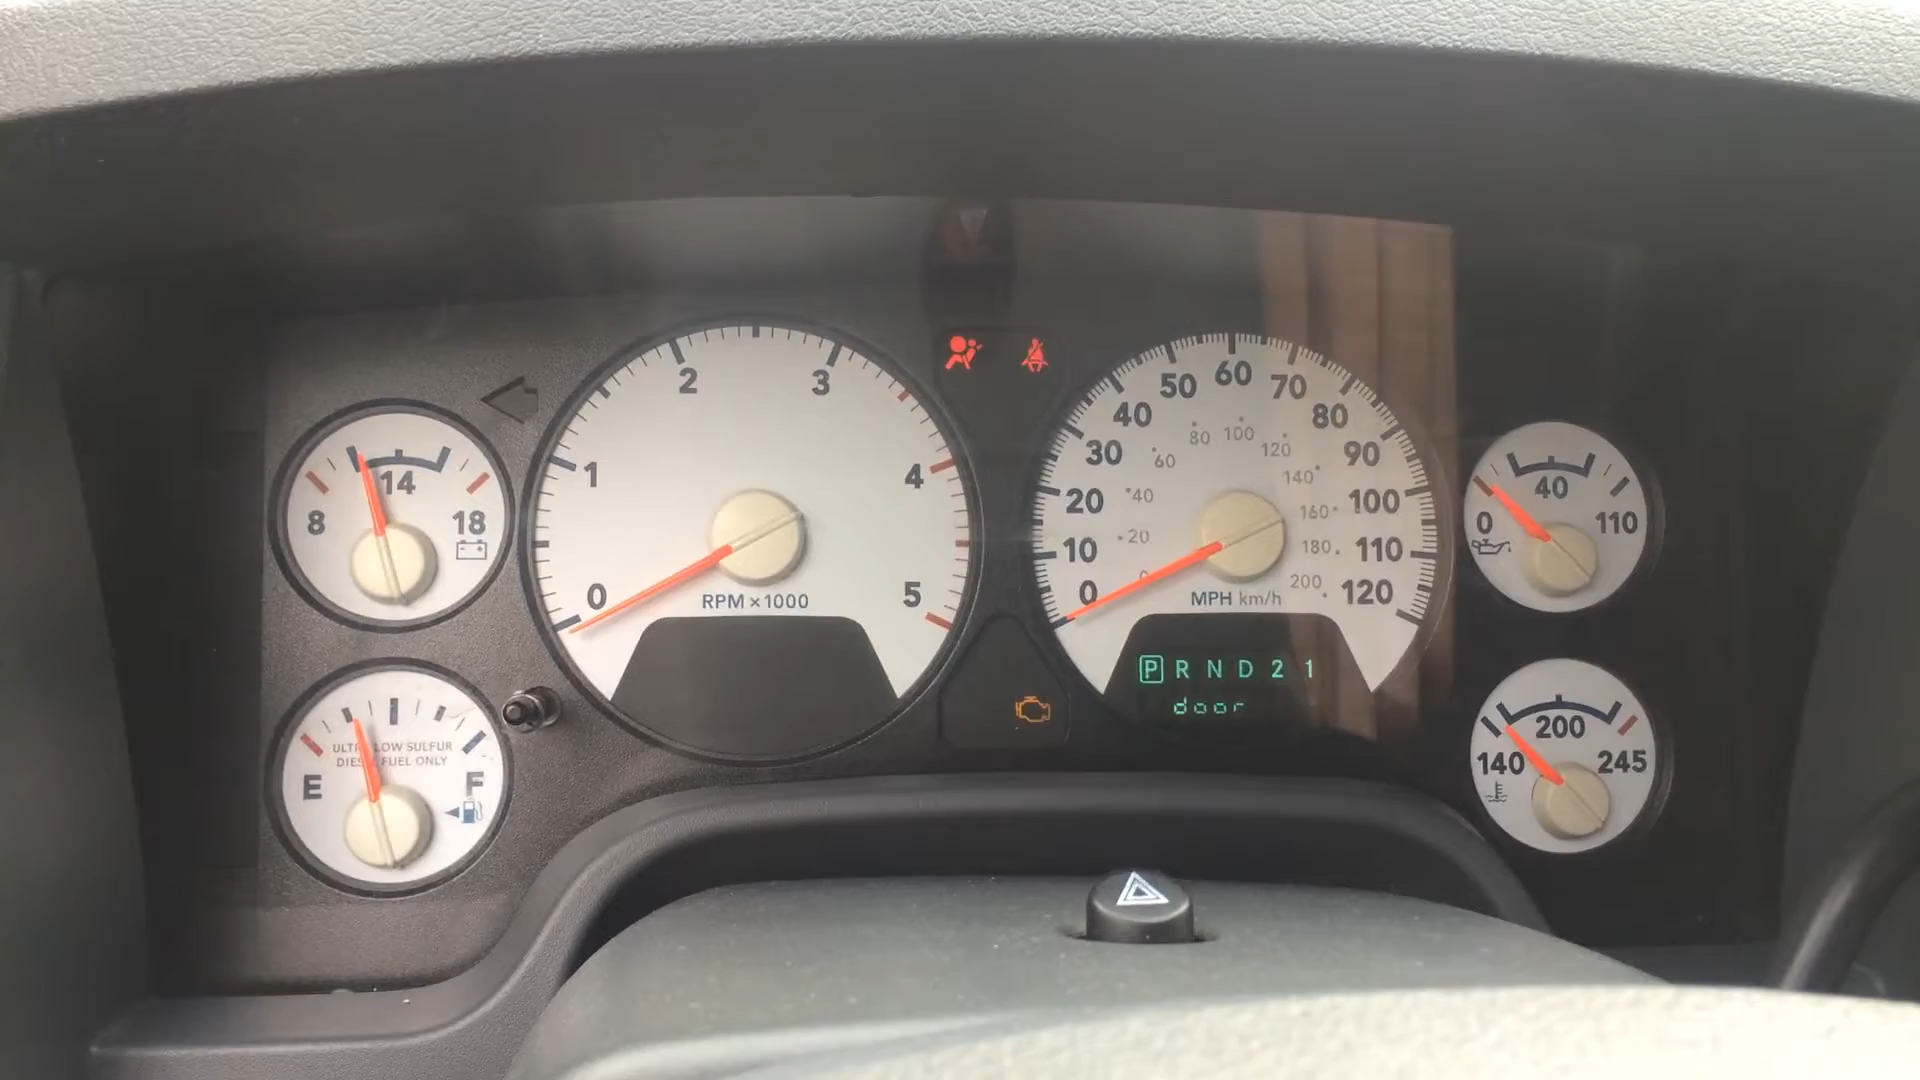 8 14 18
1 2 3 4
0 5
RPM x 1000
0 10 20 30 40 50 60 70 80 90 100 110 120
0 20 40 60 80 100 120 140 160 180 200
MPH km/h
P R N D 2 1
door
0 40 110
E F
ULTRA LOW SULFUR
DIESEL FUEL ONLY
140 200 245